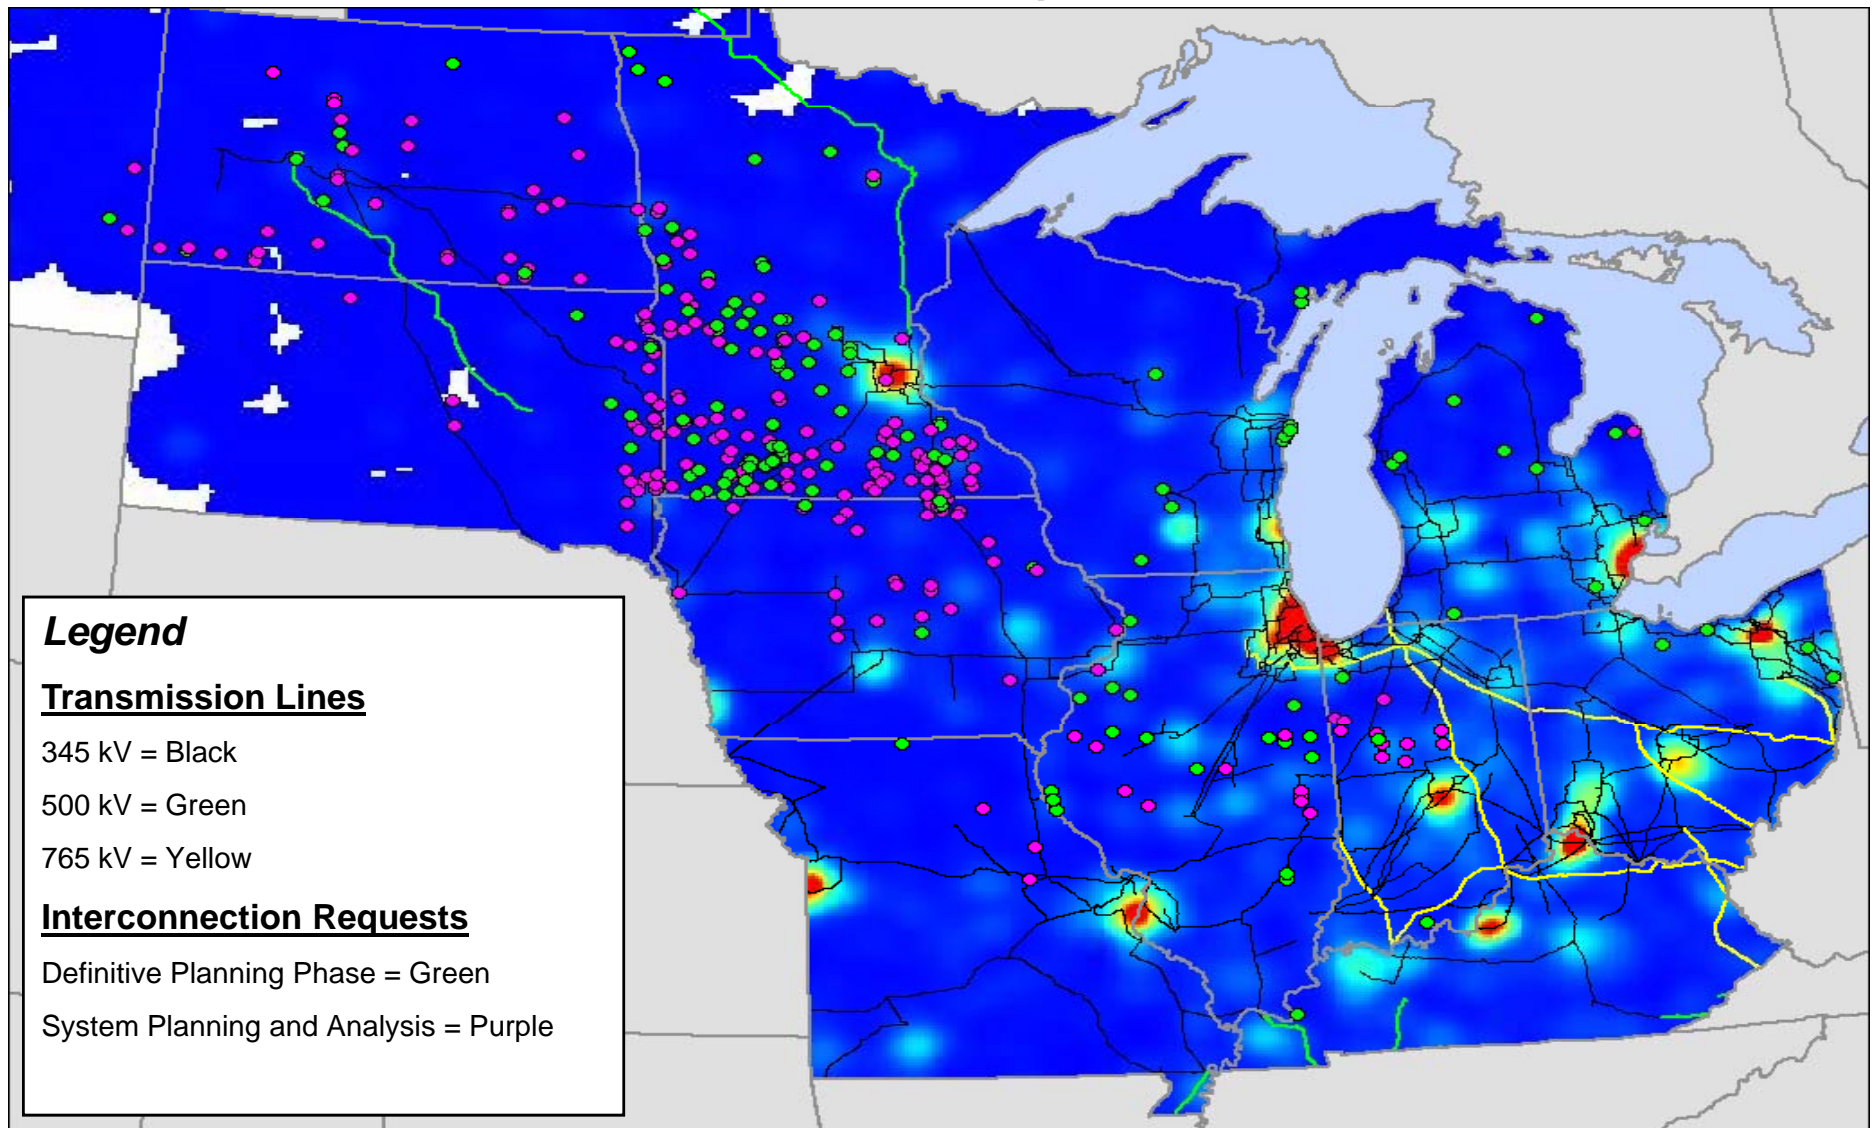 Legend
Transmission Lines
345 kV = Black
500 kV = Green
765 kV = Yellow
Interconnection Requests
Definitive Planning Phase = Green
System Planning and Analysis = Purple